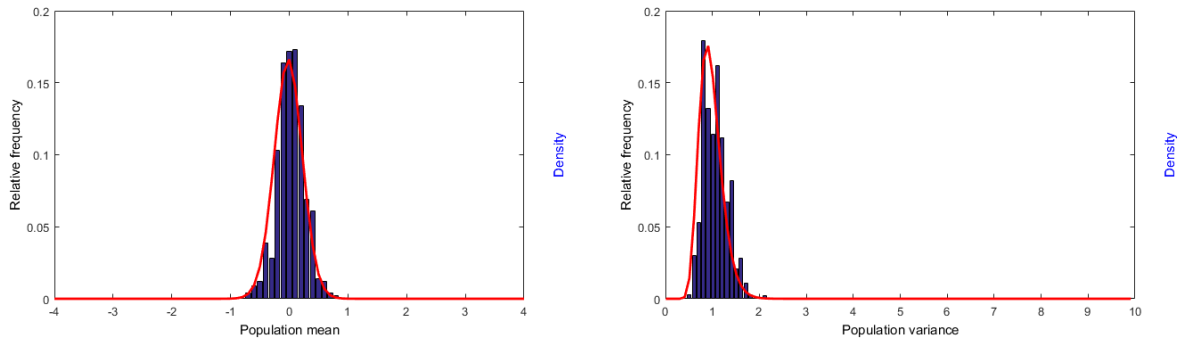 0.2
0.15
0.1
0.05
0
Relative frequency
-4 -3 -2 -1 0 1 2 3 4
Population mean
Density
0.2
0.15
0.1
0.05
0
Relative frequency
0 1 2 3 4 5 6 7 8 9 10
Population variance
Density